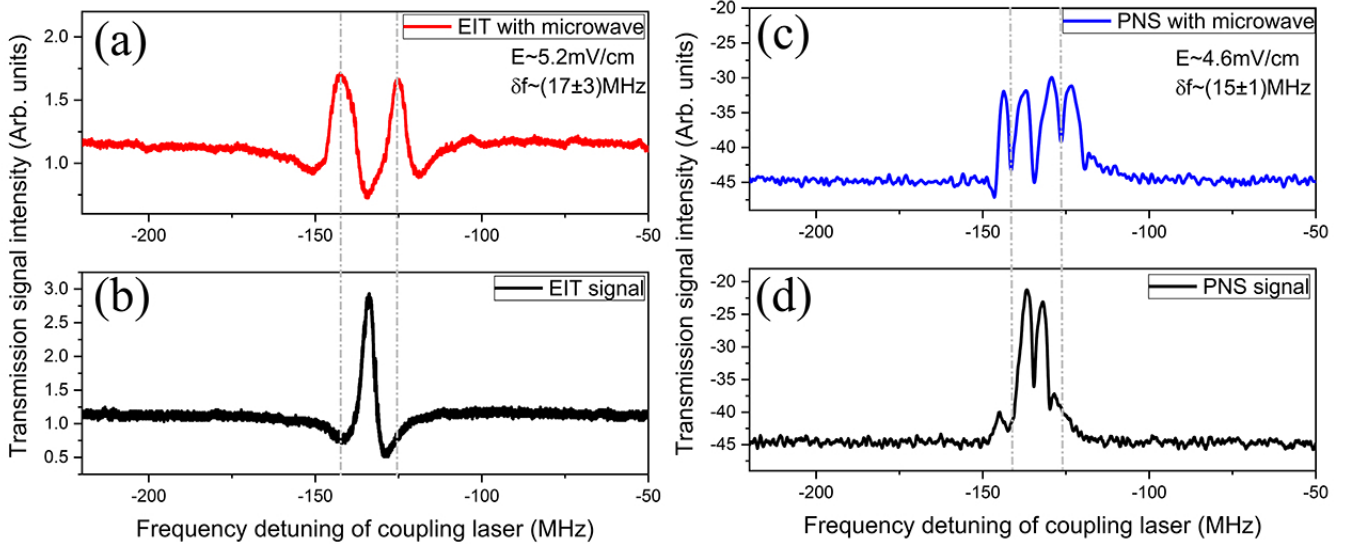 (a)
EIT with microwave
E~5.2mV/cm
δf~(17±3)MHz
2.0
1.5
1.0
-200
-150
-100
-50
(b)
EIT signal
3.0
2.5
2.0
1.5
1.0
0.5
-200
-150
-100
-50
Transmission signal intensity (Arb. units)
Frequency detuning of coupling laser (MHz)
(c)
PNS with microwave
E~4.6mV/cm
δf~(15±1)MHz
-20
-25
-30
-35
-40
-45
-200
-150
-100
-50
(d)
PNS signal
-20
-25
-30
-35
-40
-45
-200
-150
-100
-50
Transmission signal intensity (Arb. units)
Frequency detuning of coupling laser (MHz)